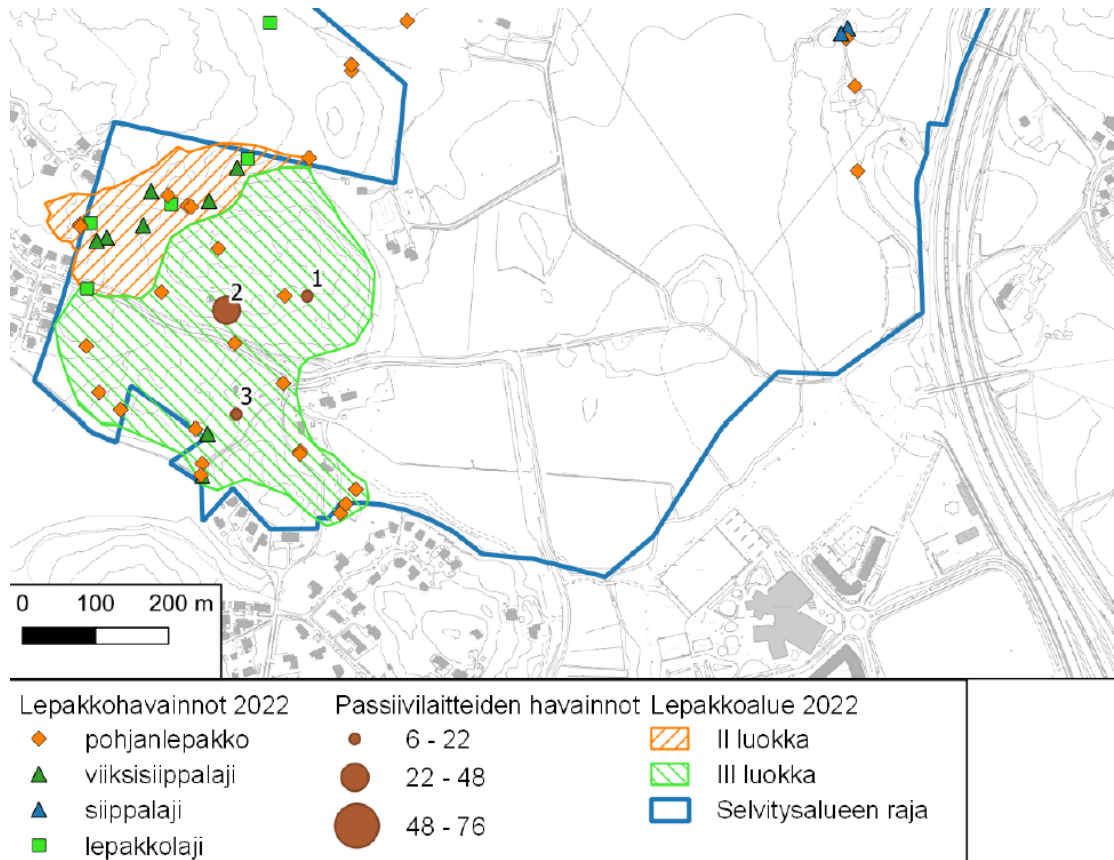 1
2
3
0 100 200 m
Lepakkohavainnot 2022
pohjanlepakko
viiksisiippalaji
siippalaji
lepakkolaji
Passiivilaitteiden havainnot
6 - 22
22 - 48
48 - 76
Lepakkoalue 2022
II luokka
III luokka
Selvitysalueen raja